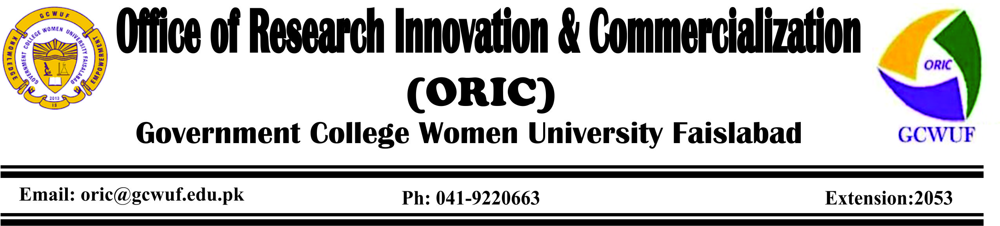 GCWUF
KNOWLEDGE
EMPOWERMENT
GOVERNMENT COLLEGE WOMEN UNIVERSITY FAISALABAD
2013
IS
Office of Research Innovation & Commercialization
(ORIC)
Government College Women University Faislabad
ORIC
GCWUF
Email: oric@gcwuf.edu.pk
Ph: 041-9220663
Extension:2053